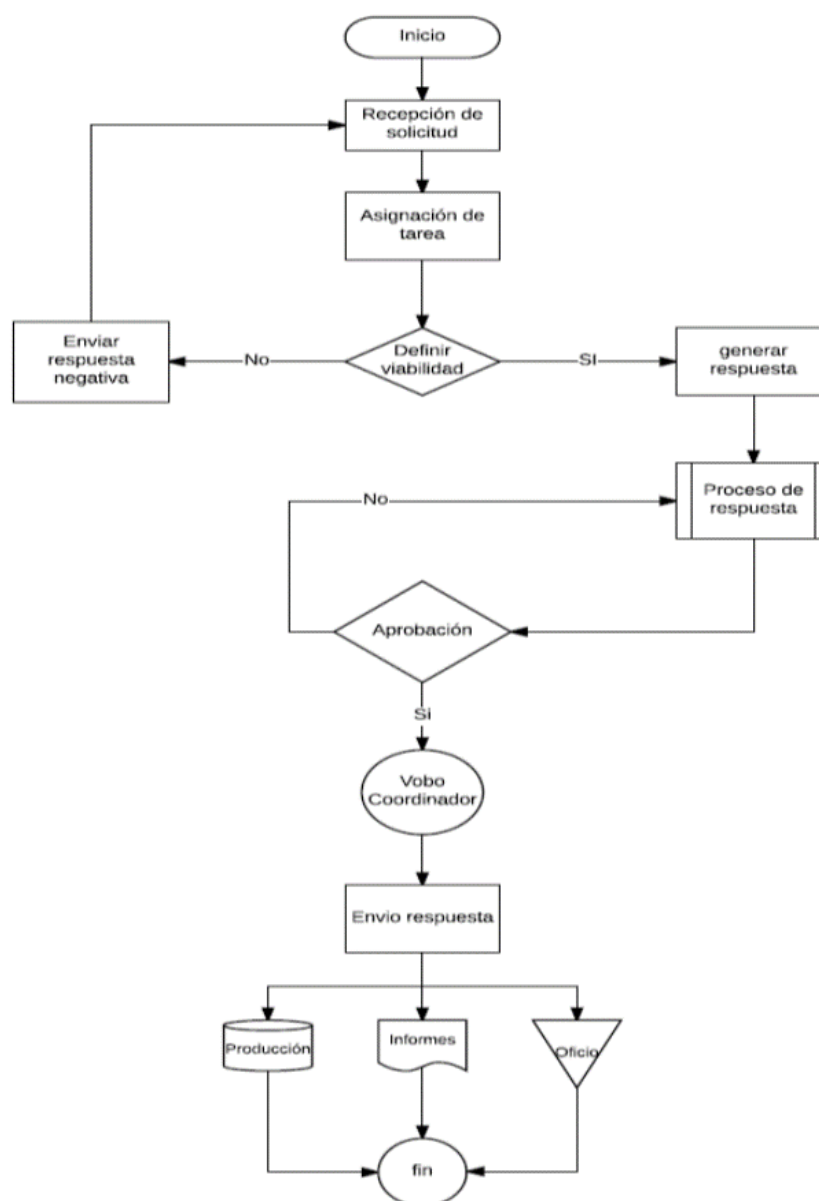 Inicio
Recepción de
solicitud
Asignación de
tarea
Enviar
respuesta
negativa
No
Definir
viabilidad
SI
generar
respuesta
No
Proceso de
respuesta
Aprobación
Si
Vobo
Coordinador
Envio respuesta
Producción
Informes
Oficio
fin